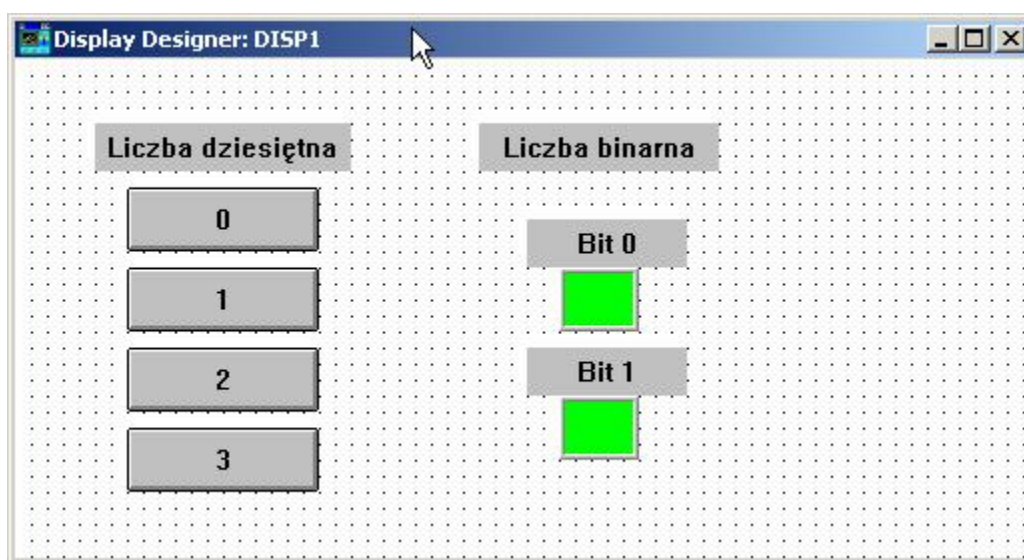 Display Designer: DISP1
Liczba dziesiętna
0
1
2
3
Liczba binarna
Bit 0
Bit 1